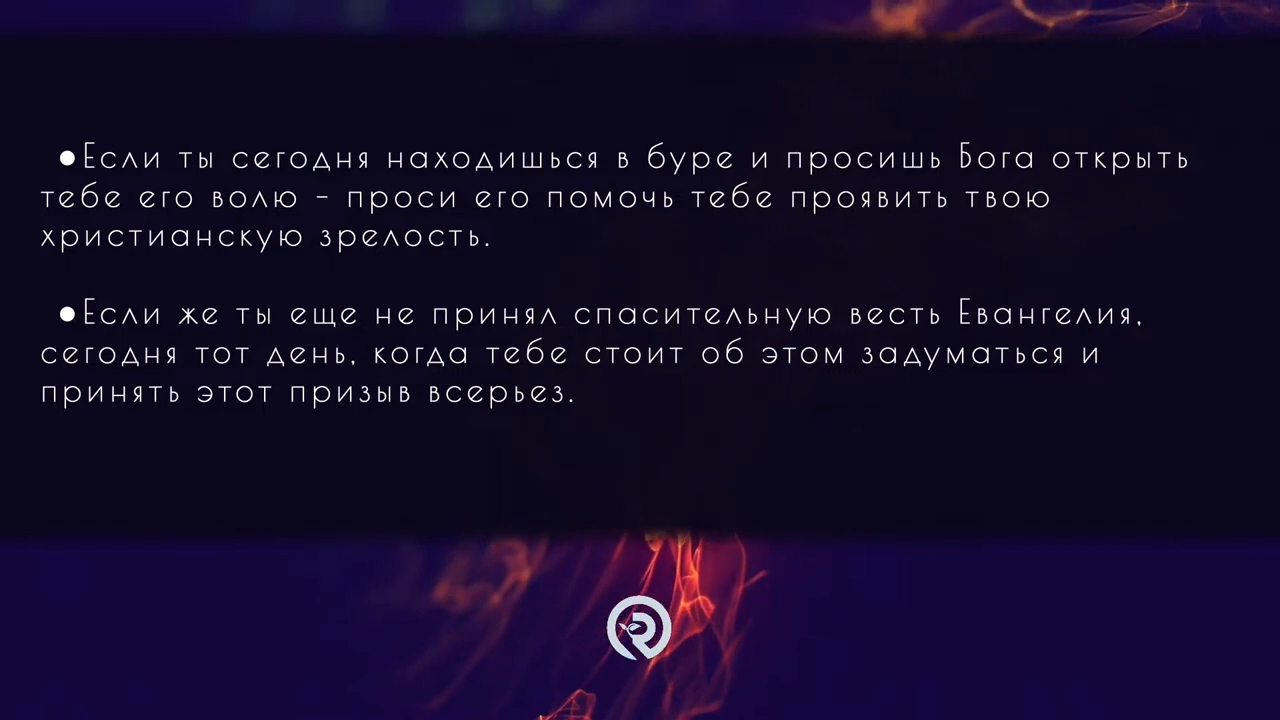 ●Если ты сегодня находишься в буре и просишь Бога открыть
тебе его волю – проси его помочь тебе проявить твою
христианскую зрелость.
●Если же ты еще не принял спасительную весть Евангелия,
сегодня тот день, когда тебе стоит об этом задуматься и
принять этот призыв всерьез.